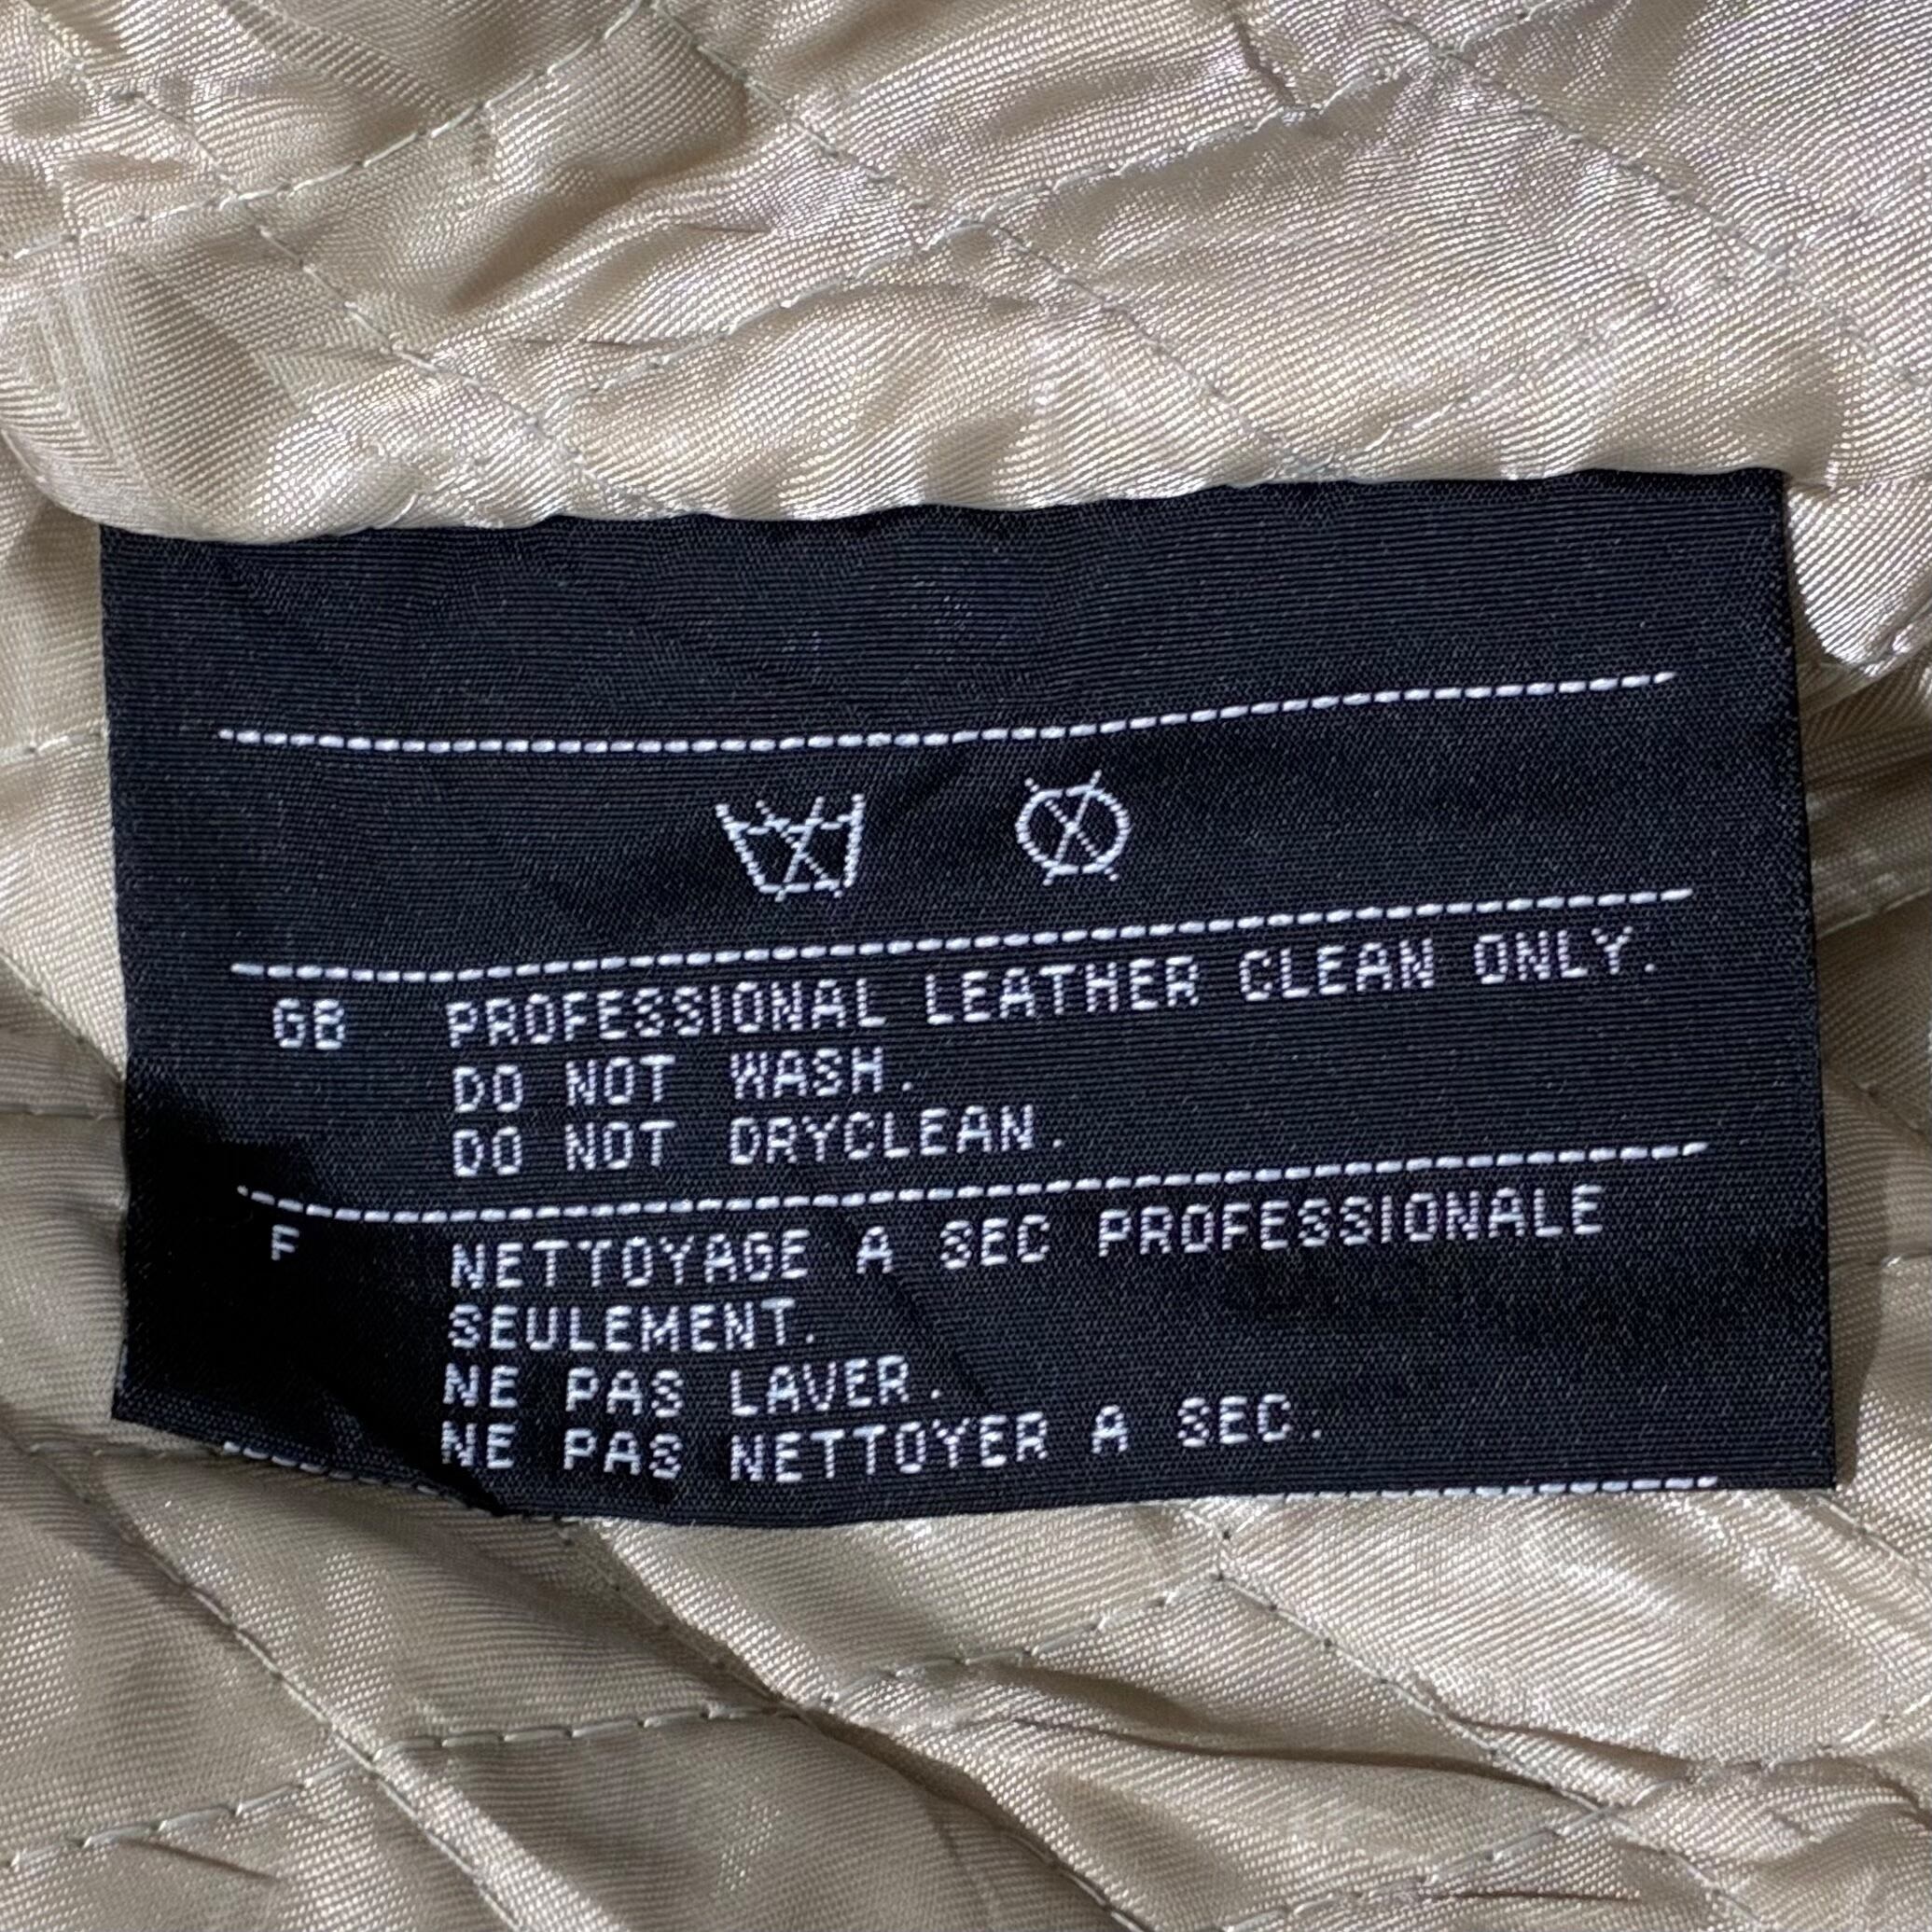 GB PROFESSIONAL LEATHER CLEAN ONLY.
DO NOT WASH.
DO NOT DRYCLEAN.
F NETTOYAGE A SEC PROFESSIONALE
SEULEMENT.
NE PAS LAVER.
NE PAS NETTOYER A SEC.